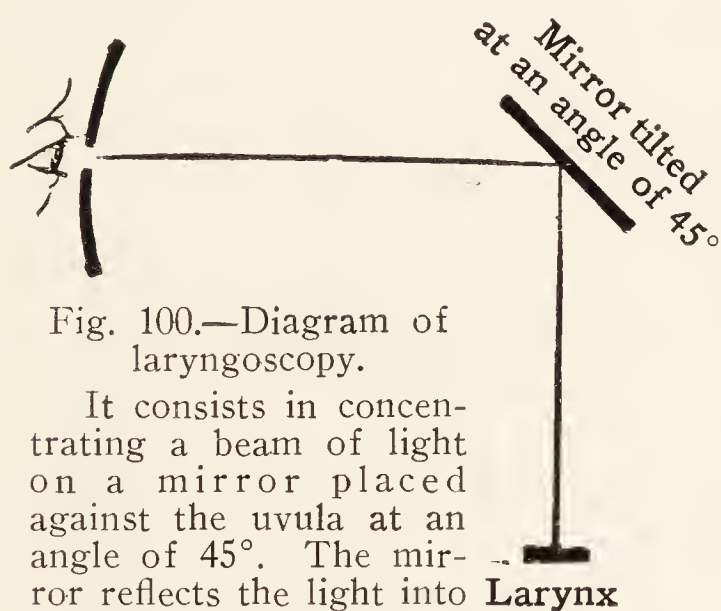 Mirror tilted
at an angle of 45°
Fig. 100.—Diagram of
laryngoscopy.
It consists in concen-
trating a beam of light
on a mirror placed
against the uvula at an
angle of 45°. The mir-
ror reflects the light into
Larynx